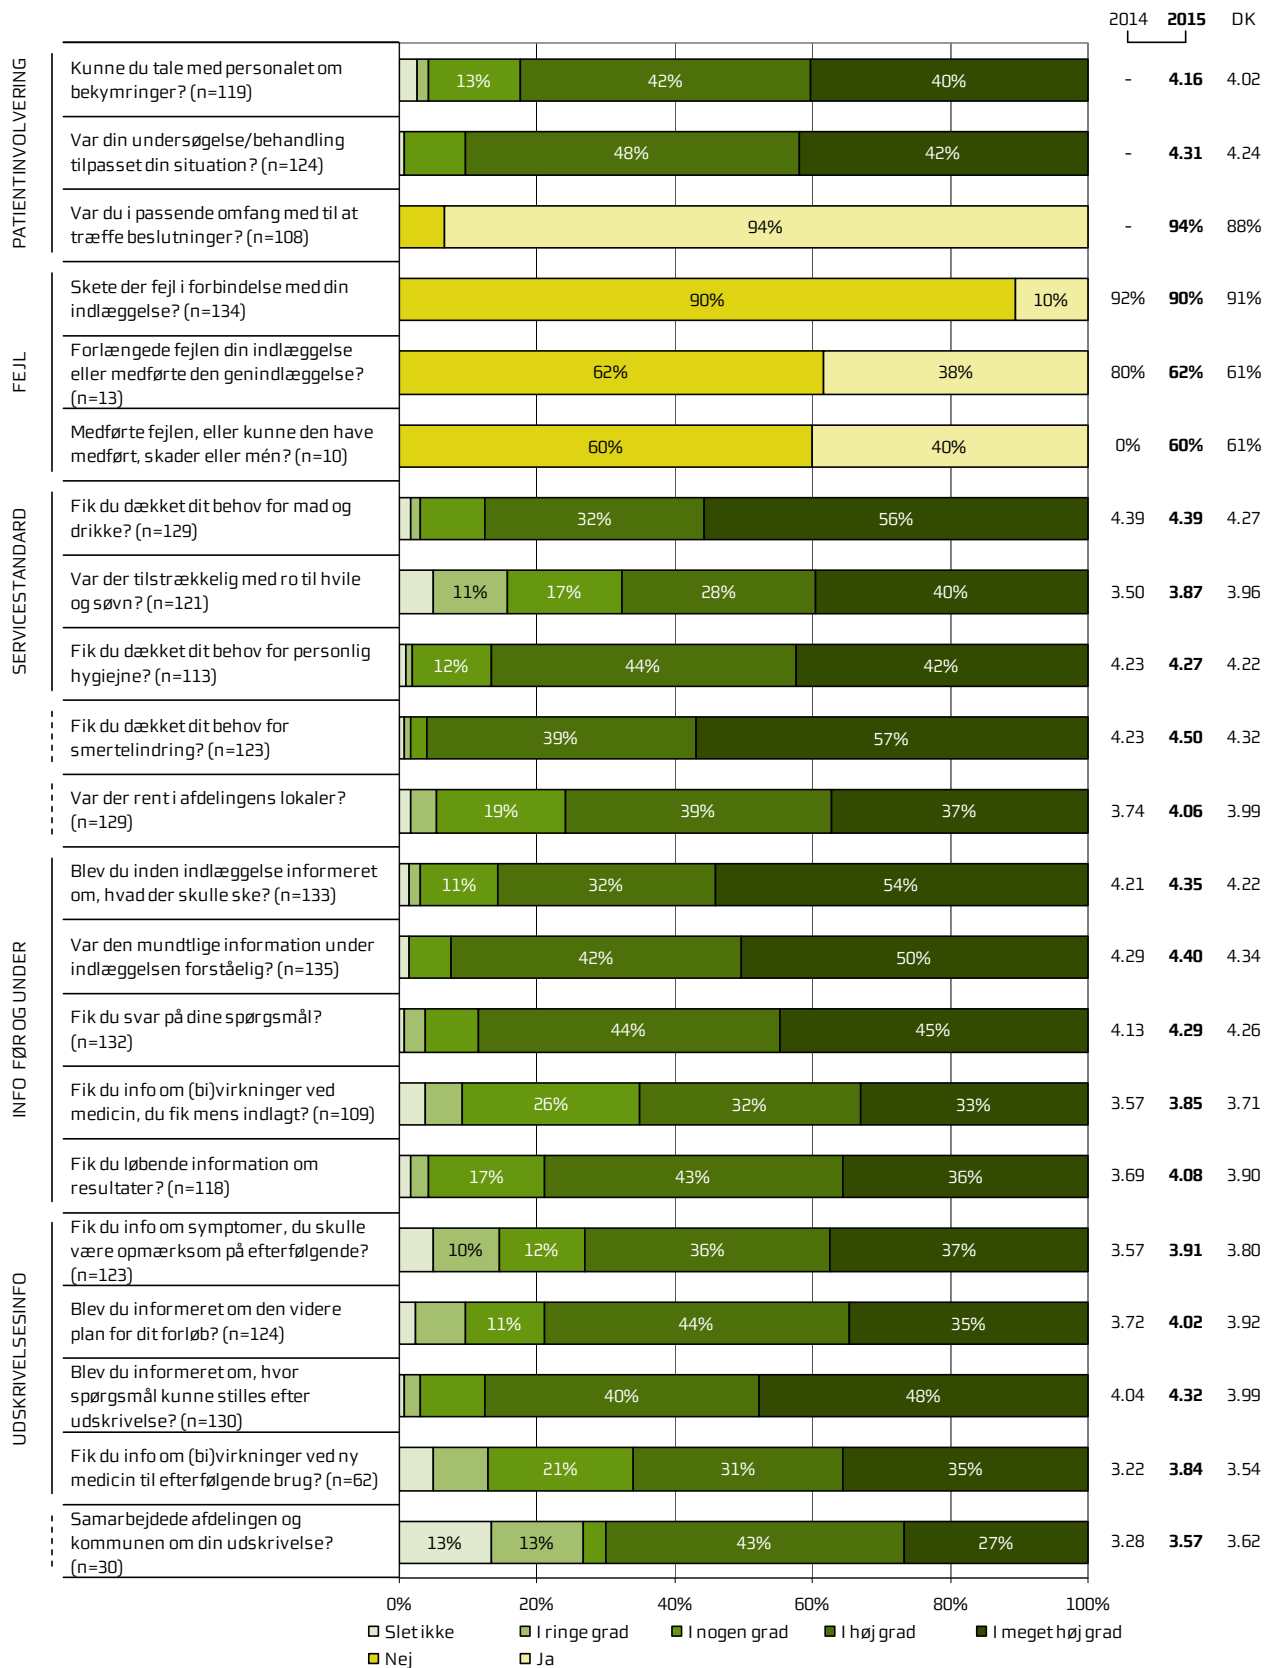 2014 2015 DK
PATIENTINVOLVERING
Kunne du tale med personalet om
bekymringer? (n=119)
13% 42% 40% - 4.16 4.02
Var din undersøgelse/behandling
tilpasset din situation? (n=124)
48% 42% - 4.31 4.24
Var du i passende omfang med til at
træffe beslutninger? (n=108)
94% - 94% 88%
FEJL
Skete der fejl i forbindelse med din
indlæggelse? (n=134)
90% 10% 92% 90% 91%
Forlængede fejlen din indlæggelse
eller medførte den genindlæggelse?
(n=13)
62% 38% 80% 62% 61%
Medførte fejlen, eller kunne den have
medført, skader eller mén? (n=10)
60% 40% 0% 60% 61%
SERVICESTANDARD
Fik du dækket dit behov for mad og
drikke? (n=129)
32% 56% 4.39 4.39 4.27
Var der tilstrækkelig med ro til hvile
og søvn? (n=121)
11% 17% 28% 40% 3.50 3.87 3.96
Fik du dækket dit behov for personlig
hygiejne? (n=113)
12% 44% 42% 4.23 4.27 4.22
Fik du dækket dit behov for
smertelindring? (n=123)
39% 57% 4.23 4.50 4.32
Var der rent i afdelingens lokaler?
(n=129)
19% 39% 37% 3.74 4.06 3.99
INFO FØR OG UNDER
Blev du inden indlæggelse informeret
om, hvad der skulle ske? (n=133)
11% 32% 54% 4.21 4.35 4.22
Var den mundtlige information under
indlæggelsen forståelig? (n=135)
42% 50% 4.29 4.40 4.34
Fik du svar på dine spørgsmål?
(n=132)
44% 45% 4.13 4.29 4.26
Fik du info om (bi)virkninger ved
medicin, du fik mens indlagt? (n=109)
26% 32% 33% 3.57 3.85 3.71
Fik du løbende information om
resultater? (n=118)
17% 43% 36% 3.69 4.08 3.90
UDSKRIVELSESINFO
Fik du info om symptomer, du skulle
være opmærksom på efterfølgende?
(n=123)
10% 12% 36% 37% 3.57 3.91 3.80
Blev du informeret om den videre
plan for dit forløb? (n=124)
11% 44% 35% 3.72 4.02 3.92
Blev du informeret om, hvor
spørgsmål kunne stilles efter
udskrivelse? (n=130)
40% 48% 4.04 4.32 3.99
Fik du info om (bi)virkninger ved ny
medicin til efterfølgende brug? (n=62)
21% 31% 35% 3.22 3.84 3.54
Samarbejdede afdelingen og
kommunen om din udskrivelse?
(n=30)
13% 13% 43% 27% 3.28 3.57 3.62
0% 20% 40% 60% 80% 100%
Slet ikke I ringe grad I nogen grad I høj grad I meget høj grad
Nej Ja